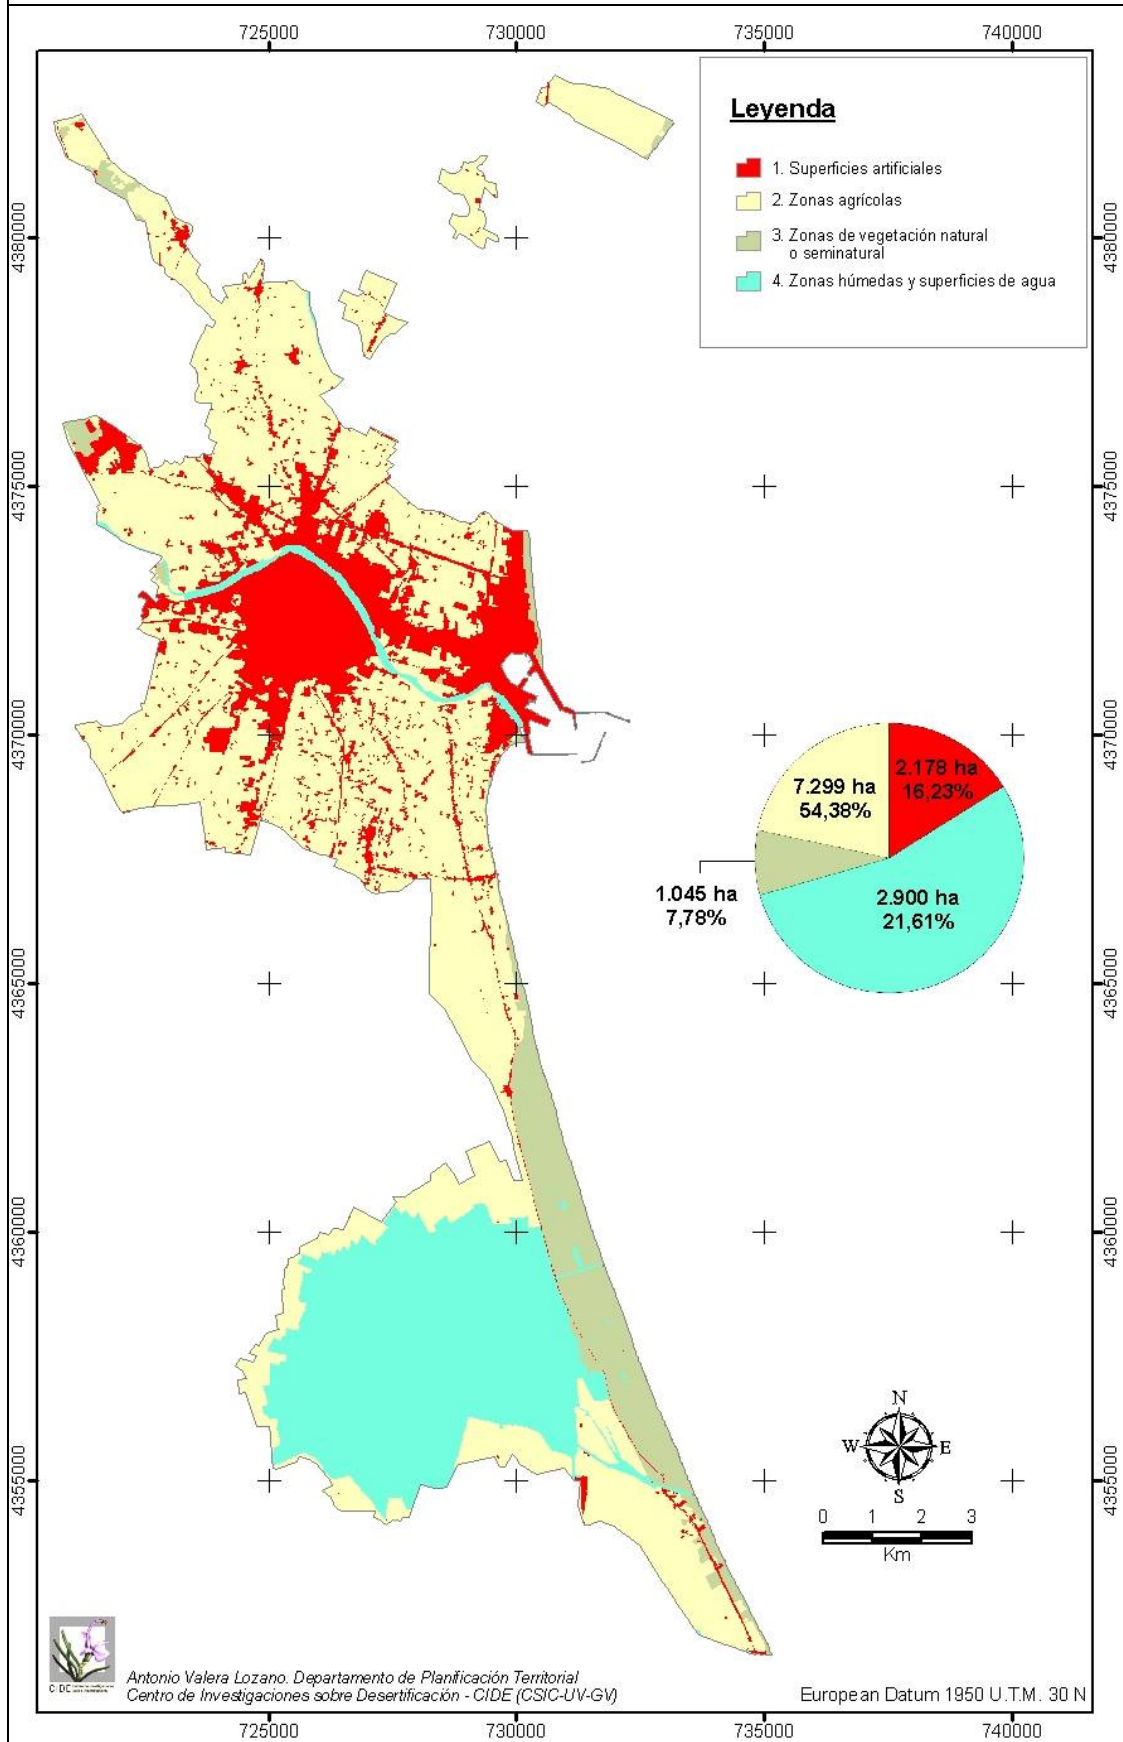 725000 730000 735000 740000
Leyenda
1. Superficies artificiales
2. Zonas agrícolas
3. Zonas de vegetación natural
o seminatural
4. Zonas húmedas y superficies de agua
4380000 4380000
4375000 4375000
4370000 4370000
7.299 ha
54,38%
2.178 ha
16,23%
1.045 ha
7,78%
2.900 ha
21,61%
4365000 4365000
4360000 4360000
4355000 4355000
N
W E
S
0 1 2 3
Km
CIDE
Antonio Valera Lozano. Departamento de Planificación Territorial
Centro de Investigaciones sobre Desertificación - CIDE (CSIC-UV-GV)
European Datum 1950 U.T.M. 30 N
725000 730000 735000 740000